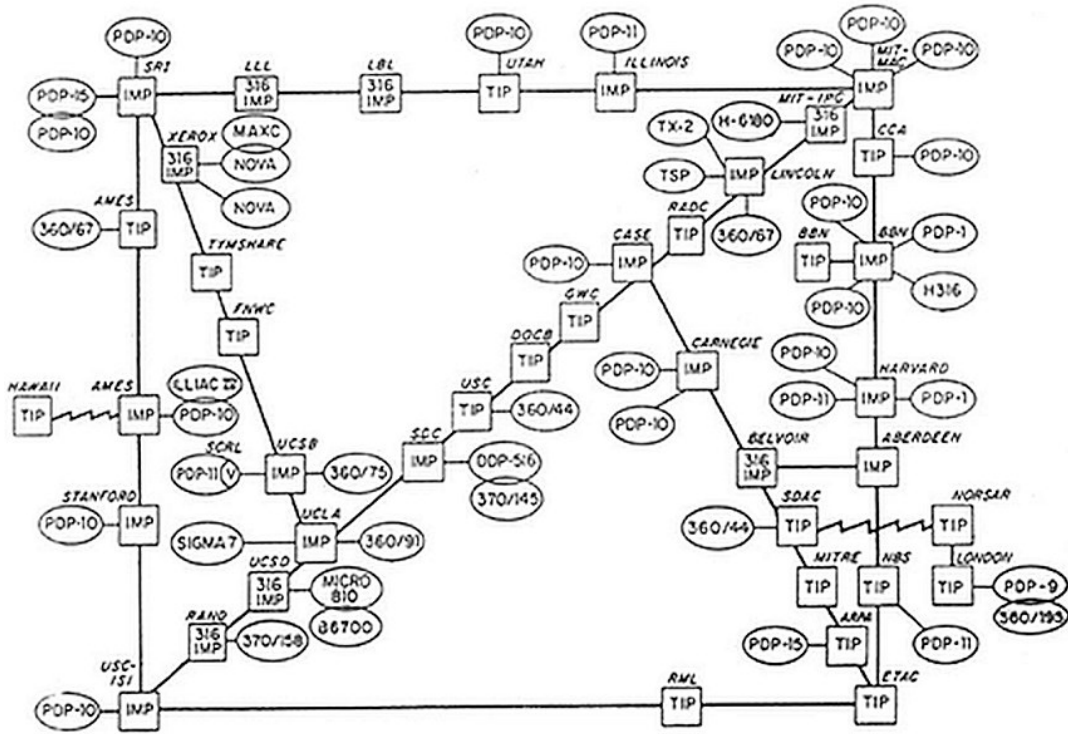 PDP-10
SRI
IMP
PDP-15
PDP-10
LLL
316
IMP
LBL
316
IMP
PDP-10
UTAH
TIP
PDP-11
ILLINOIS
IMP
PDP-10
MIT-
MAC
PDP-10
PDP-10
IMP
MIT-IPC
316
IMP
H-6180
TX-2
TSP
LINCOLN
IMP
360/67
CCA
TIP
PDP-10
XEROX
316
IMP
MAXC
NOVA
NOVA
AMES
360/67
TIP
TYMSHARE
TIP
FNWC
TIP
RADC
TIP
CASE
PDP-10
IMP
GWC
TIP
DOCB
TIP
USC
TIP
360/44
PDP-10
BBN
TIP
BBN
IMP
PDP-1
H316
PDP-10
CARNEGIE
PDP-10
IMP
PDP-10
PDP-10
HARVARD
PDP-11
IMP
PDP-1
HAWAII
TIP
AMES
IMP
ILLIAC IV
PDP-10
SCRL
PDP-11
V
UCSB
IMP
360/75
SDC
IMP
DDP-516
370/145
BELVOIR
316
IMP
ABERDEEN
IMP
STANFORD
PDP-10
IMP
UCLA
SIGMA 7
IMP
360/91
SDAC
360/44
TIP
NORSAR
TIP
UCSD
316
IMP
MICRO
810
B6700
MITRE
TIP
NBS
TIP
PDP-11
LONDON
TIP
PDP-9
360/195
RAND
316
IMP
370/158
ARPA
PDP-15
TIP
USC-
ISI
PDP-10
IMP
RML
TIP
ETAC
TIP